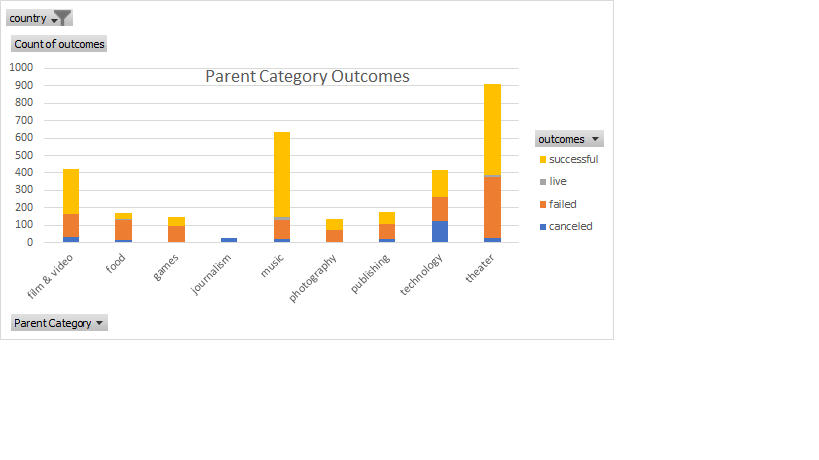 country
Count of outcomes
Parent Category Outcomes
1000
900
800
700
600
500
400
300
200
100
0
film & video
food
games
journalism
music
photography
publishing
technology
theater
outcomes
successful
live
failed
canceled
Parent Category